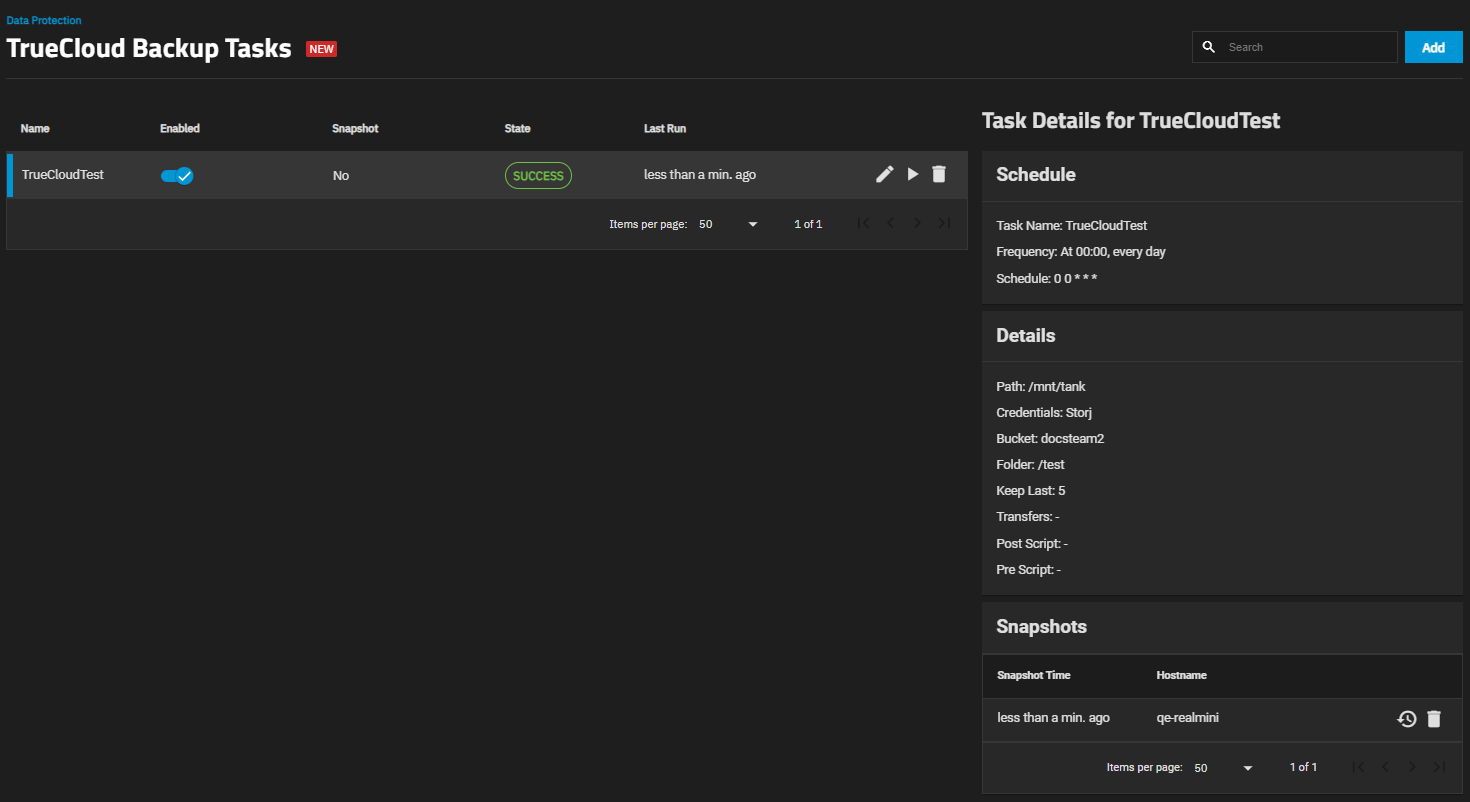 Data Protection
TrueCloud Backup Tasks NEW
Search
Add
Name Enabled Snapshot State Last Run
TrueCloudTest No SUCCESS less than a min. ago
Items per page: 50 1 of 1
Task Details for TrueCloudTest
Schedule
Task Name: TrueCloudTest
Frequency: At 00:00, every day
Schedule: 0 0 * * *
Details
Path: /mnt/tank
Credentials: Storj
Bucket: docsteam2
Folder: /test
Keep Last: 5
Transfers: -
Post Script: -
Pre Script: -
Snapshots
Snapshot Time Hostname
less than a min. ago qe-realmini
Items per page: 50 1 of 1